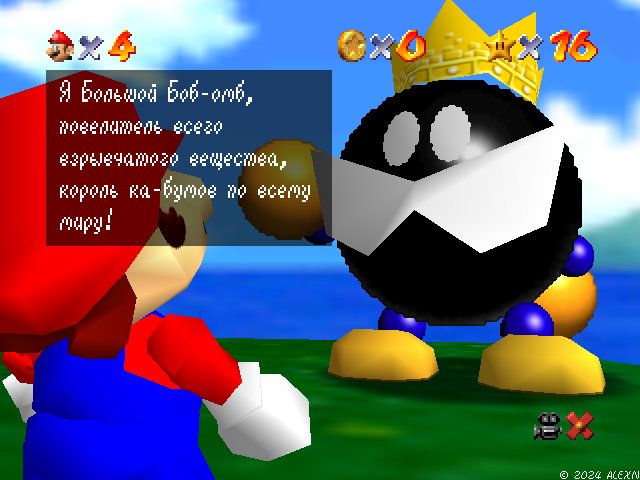 × 4 × 0 × 16
Я Большой Боб-омб,
повелитель всего
взрывчатого вещества,
король ка-бумов по всему
миру!
© 2024 ALEXN